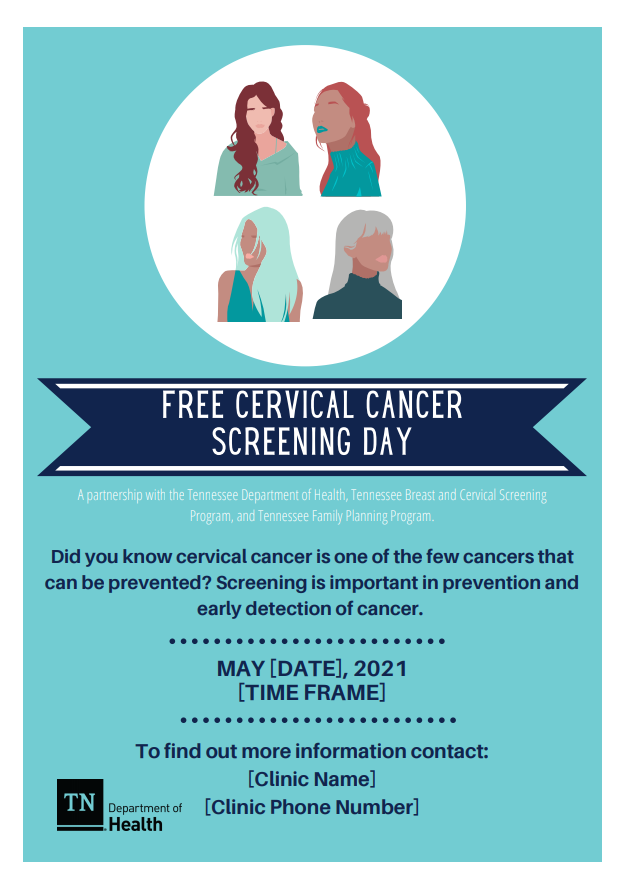 FREE CERVICAL CANCER
SCREENING DAY
A partnership with the Tennessee Department of Health, Tennessee Breast and Cervical Screening
Program, and Tennessee Family Planning Program.
Did you know cervical cancer is one of the few cancers that
can be prevented? Screening is important in prevention and
early detection of cancer.
MAY [DATE], 2021
[TIME FRAME]
To find out more information contact:
[Clinic Name]
[Clinic Phone Number]
TN
Department of
Health